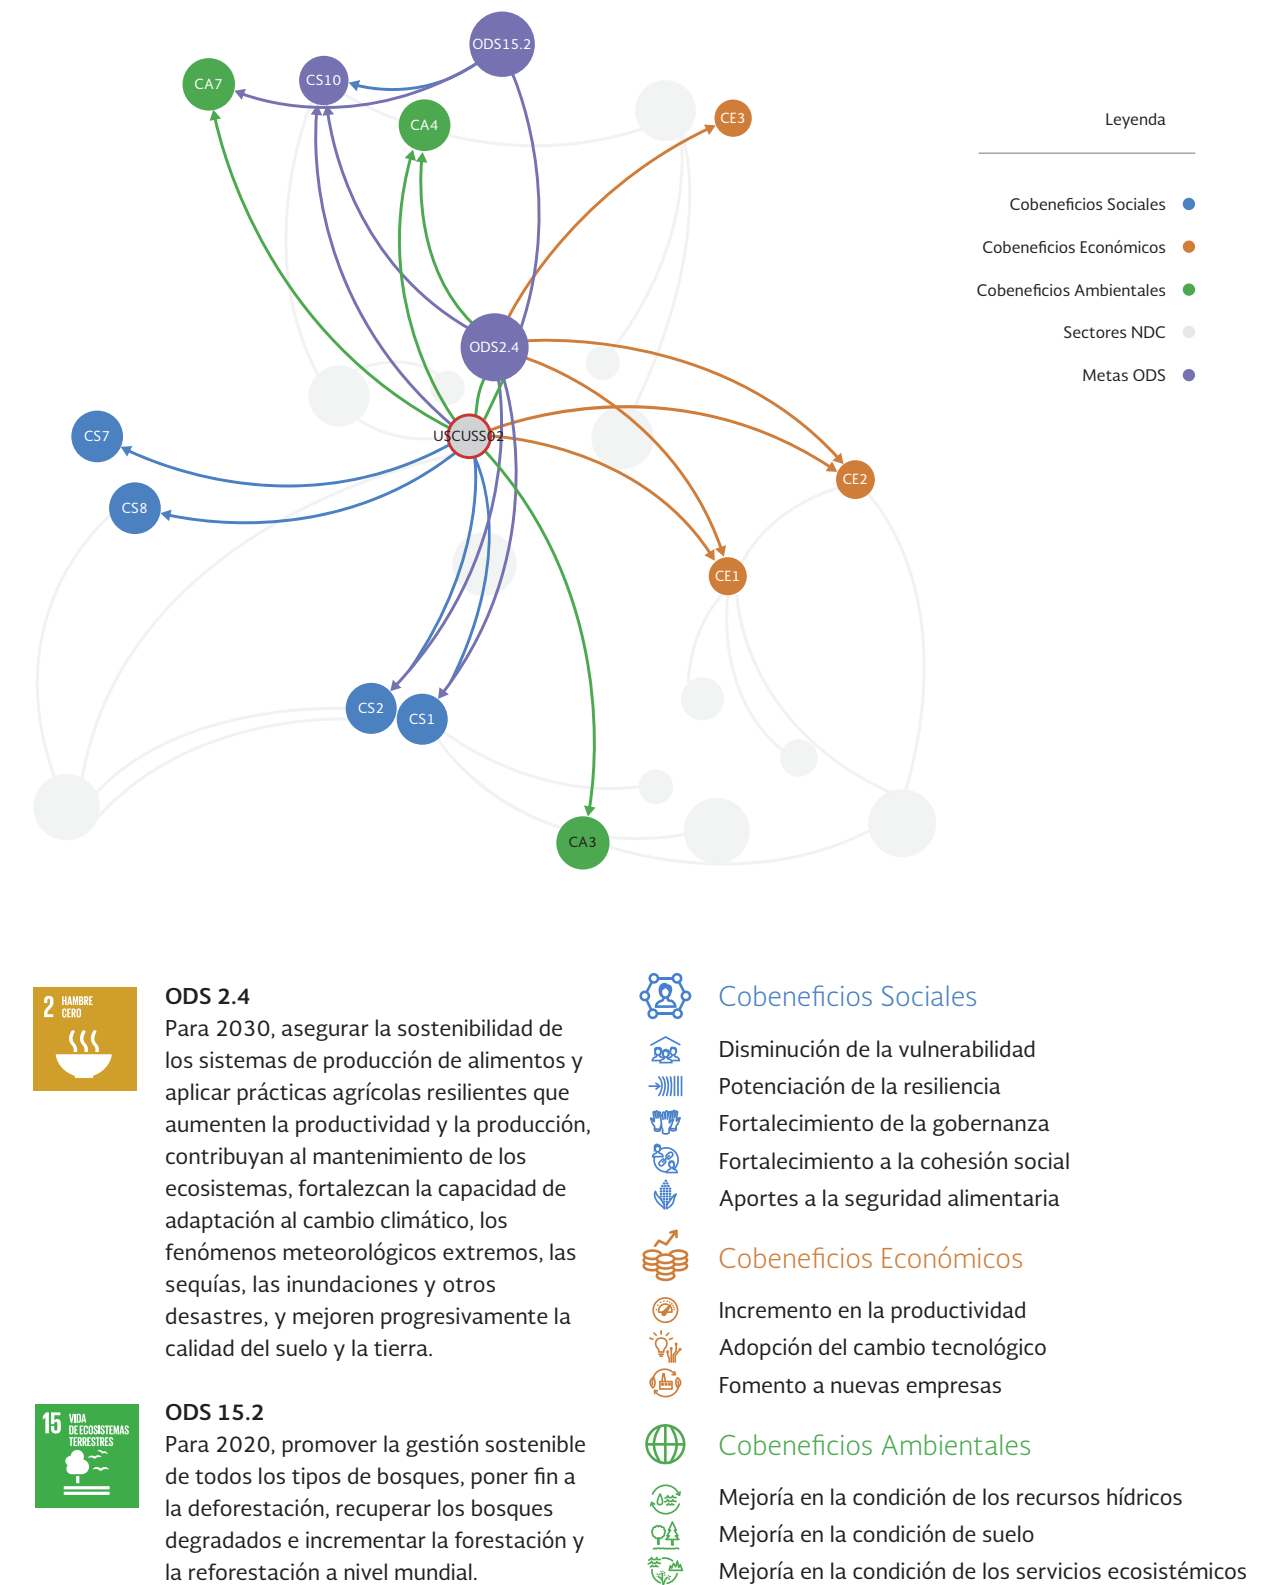 ODS15.2
CA7
CS10
CA4
CE3
Leyenda
Cobeneficios Sociales
Cobeneficios Económicos
Cobeneficios Ambientales
Sectores NDC
Metas ODS
ODS2.4
USCUSS02
CS7
CS8
CE2
CE1
CS2
CS1
CA3
2 HAMBRE
CERO
ODS 2.4
Para 2030, asegurar la sostenibilidad de
los sistemas de producción de alimentos y
aplicar prácticas agrícolas resilientes que
aumenten la productividad y la producción,
contribuyan al mantenimiento de los
ecosistemas, fortalezcan la capacidad de
adaptación al cambio climático, los
fenómenos meteorológicos extremos, las
sequías, las inundaciones y otros
desastres, y mejoren progresivamente la
calidad del suelo y la tierra.
15 VIDA
DE ECOSISTEMAS
TERRESTRES
ODS 15.2
Para 2020, promover la gestión sostenible
de todos los tipos de bosques, poner fin a
la deforestación, recuperar los bosques
degradados e incrementar la forestación y
la reforestación a nivel mundial.
Cobeneficios Sociales
Disminución de la vulnerabilidad
Potenciación de la resiliencia
Fortalecimiento de la gobernanza
Fortalecimiento a la cohesión social
Aportes a la seguridad alimentaria
Cobeneficios Económicos
Incremento en la productividad
Adopción del cambio tecnológico
Fomento a nuevas empresas
Cobeneficios Ambientales
Mejoría en la condición de los recursos hídricos
Mejoría en la condición de suelo
Mejoría en la condición de los servicios ecosistémicos